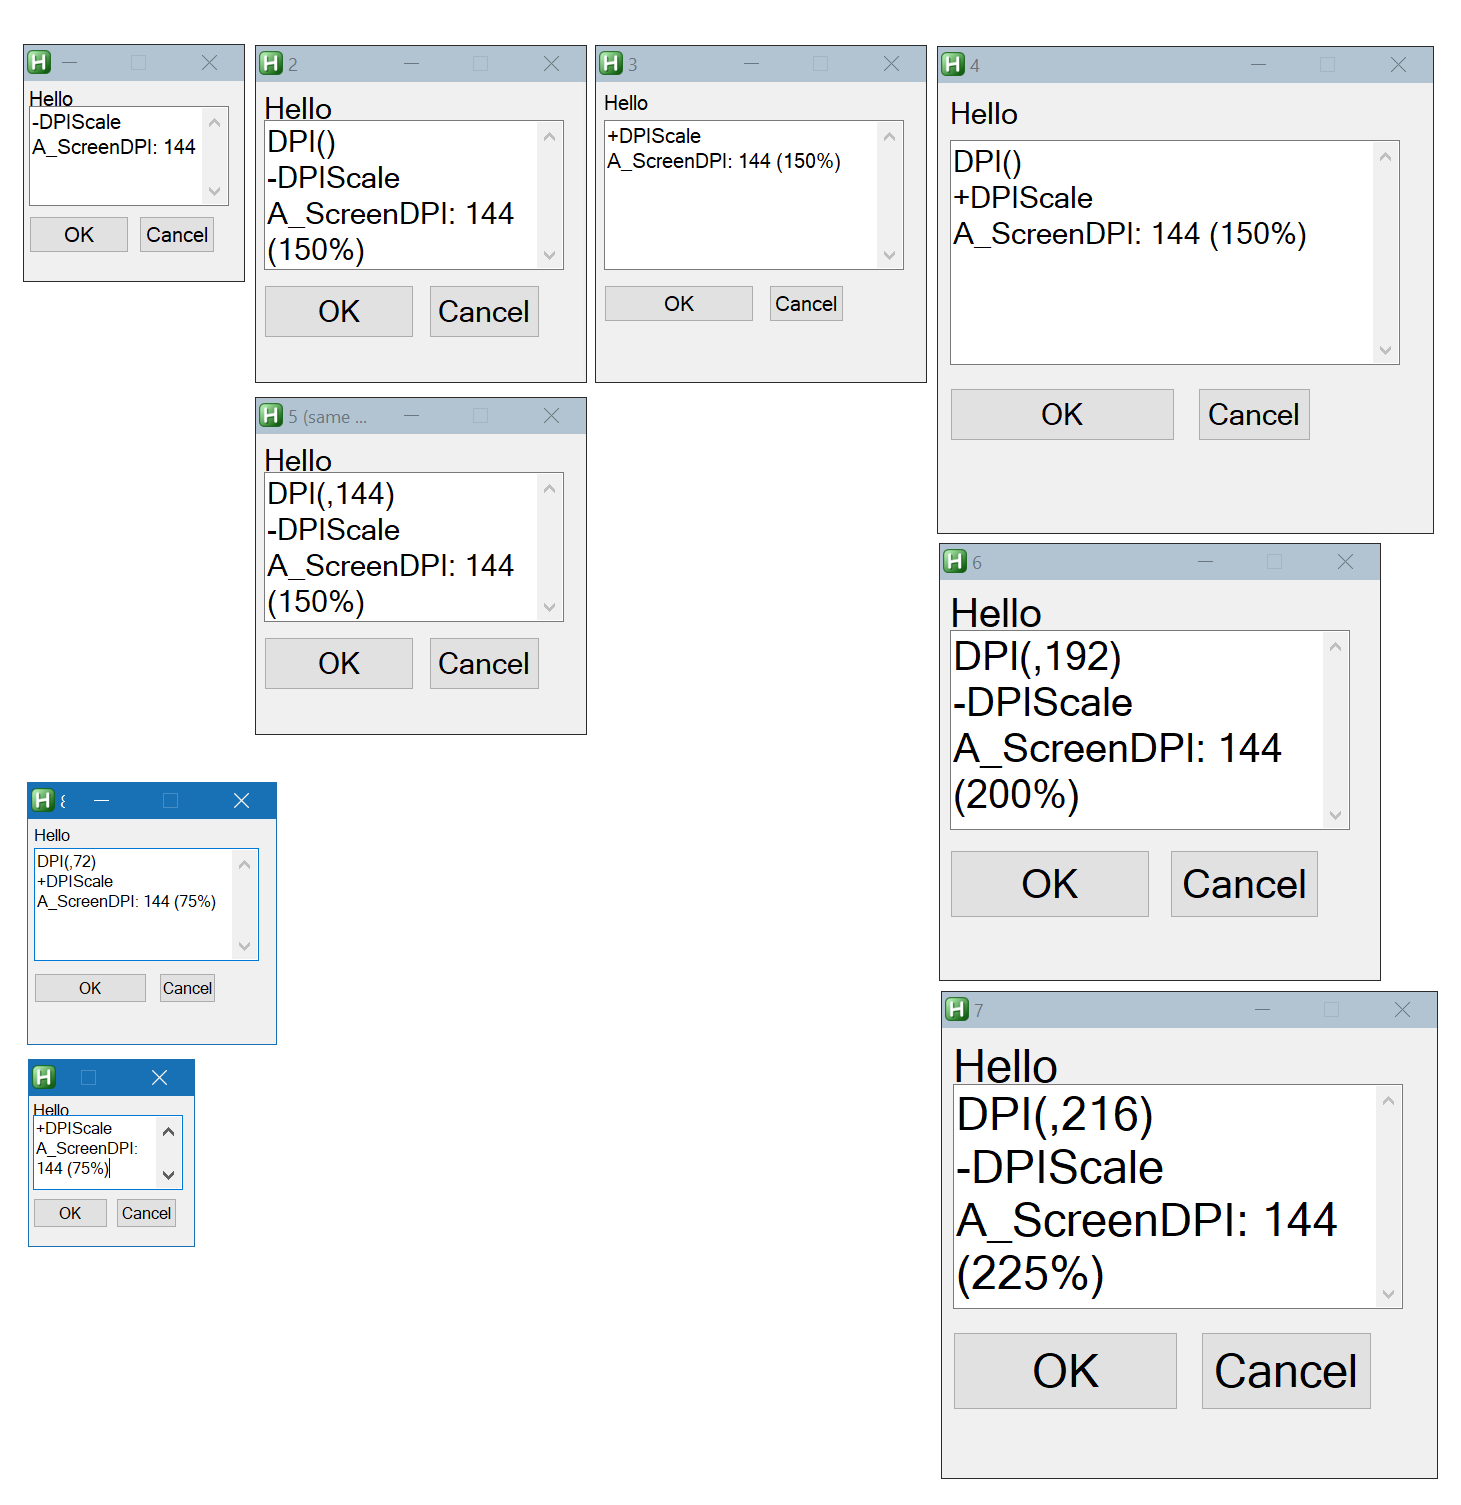 Hello
-DPIScale
A_ScreenDPI: 144
OK
Cancel
2
Hello
DPI()
-DPIScale
A_ScreenDPI: 144
(150%)
OK
Cancel
3
Hello
+DPIScale
A_ScreenDPI: 144 (150%)
OK
Cancel
4
Hello
DPI()
+DPIScale
A_ScreenDPI: 144 (150%)
OK
Cancel
5 (same ...
Hello
DPI(,144)
-DPIScale
A_ScreenDPI: 144
(150%)
OK
Cancel
6
Hello
DPI(,192)
-DPIScale
A_ScreenDPI: 144
(200%)
OK
Cancel
Hello
DPI(,72)
+DPIScale
A_ScreenDPI: 144 (75%)
OK
Cancel
7
Hello
DPI(,216)
-DPIScale
A_ScreenDPI: 144
(225%)
OK
Cancel
Hello
+DPIScale
A_ScreenDPI:
144 (75%)
OK
Cancel